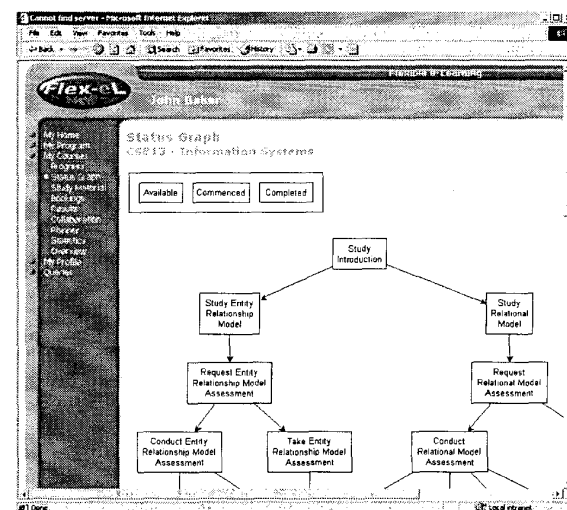 Cannot find server - Microsoft Internet Explorer
File Edit View Favorites Tools Help
Back Search Favorites History
Flexible e-Learning
Flex-eL
John Baker
My Home
My Program
My Courses
Progress
Status Graph
Study Material
Bookings
Results
Collaboration
Planner
Statistics
Overview
My Profile
Queries
Status Graph
Information Systems
Available Commenced Completed
Study
Introduction
Study Entity
Relationship
Model
Study
Relational
Model
Request Entity
Relationship Model
Assessment
Request
Relational Model
Assessment
Conduct Entity
Relationship Model
Assessment
Take Entity
Relationship Model
Assessment
Conduct
Relational Model
Assessment
Done
Local intranet